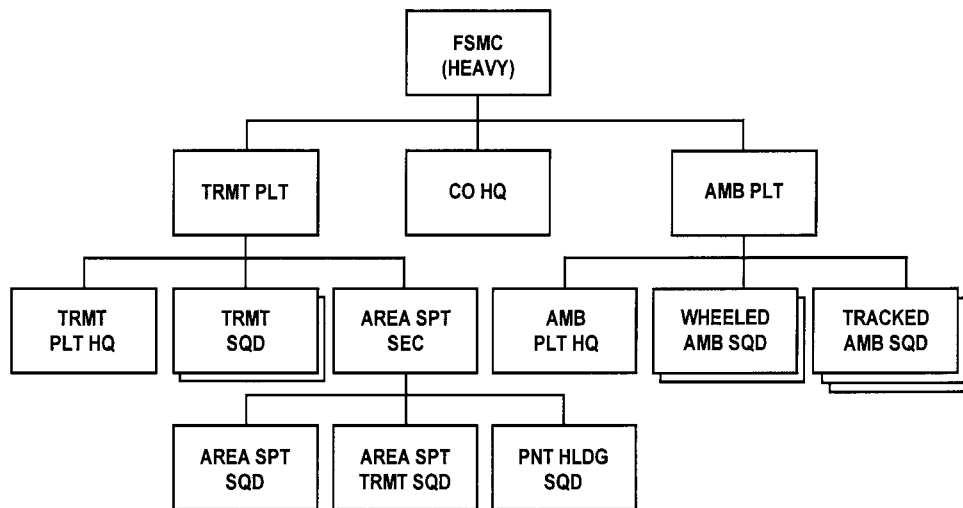 FSMC
(HEAVY)
TRMT PLT
CO HQ
AMB PLT
TRMT
PLT HQ
TRMT
SQD
AREA SPT
SEC
AMB
PLT HQ
WHEELED
AMB SQD
TRACKED
AMB SQD
AREA SPT
SQD
AREA SPT
TRMT SQD
PNT HLDG
SQD